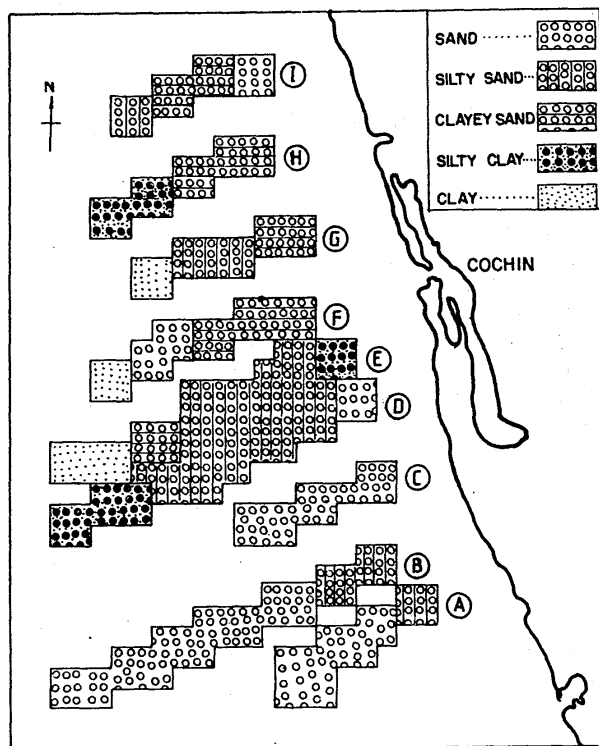 SAND
SILTY SAND
CLAYEY SAND
SILTY CLAY
CLAY
N
I
H
G
COCHIN
F
E
D
C
B
A